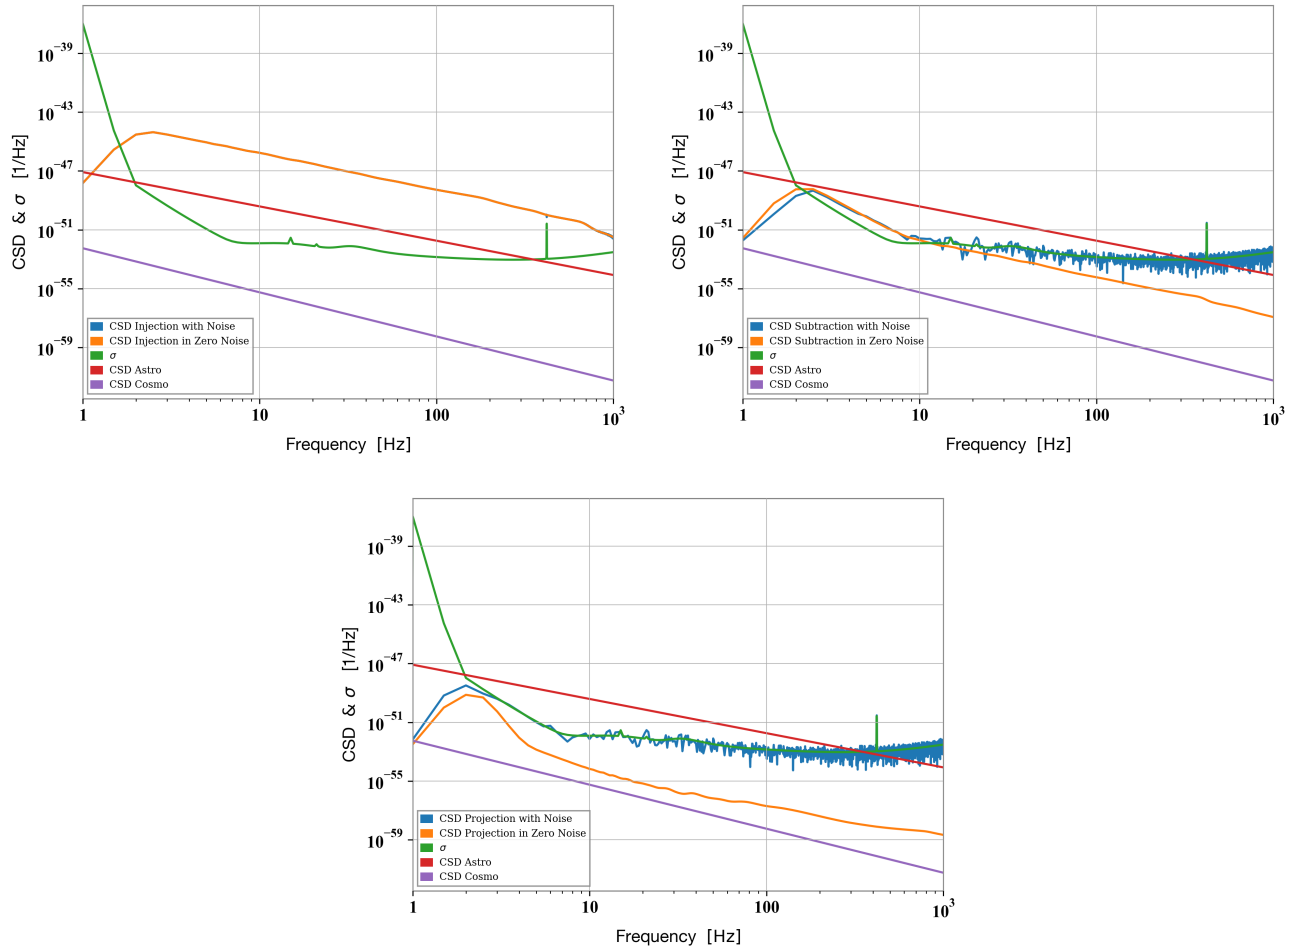 10^−39
10^−43
10^−47
10^−51
10^−55
10^−59
CSD & σ [1/Hz]
CSD Injection with Noise
CSD Injection in Zero Noise
σ
CSD Astro
CSD Cosmo
1 10 100 10^3
Frequency [Hz]
10^−39
10^−43
10^−47
10^−51
10^−55
10^−59
CSD & σ [1/Hz]
CSD Subtraction with Noise
CSD Subtraction in Zero Noise
σ
CSD Astro
CSD Cosmo
1 10 100 10^3
Frequency [Hz]
10^−39
10^−43
10^−47
10^−51
10^−55
10^−59
CSD & σ [1/Hz]
CSD Projection with Noise
CSD Projection in Zero Noise
σ
CSD Astro
CSD Cosmo
1 10 100 10^3
Frequency [Hz]